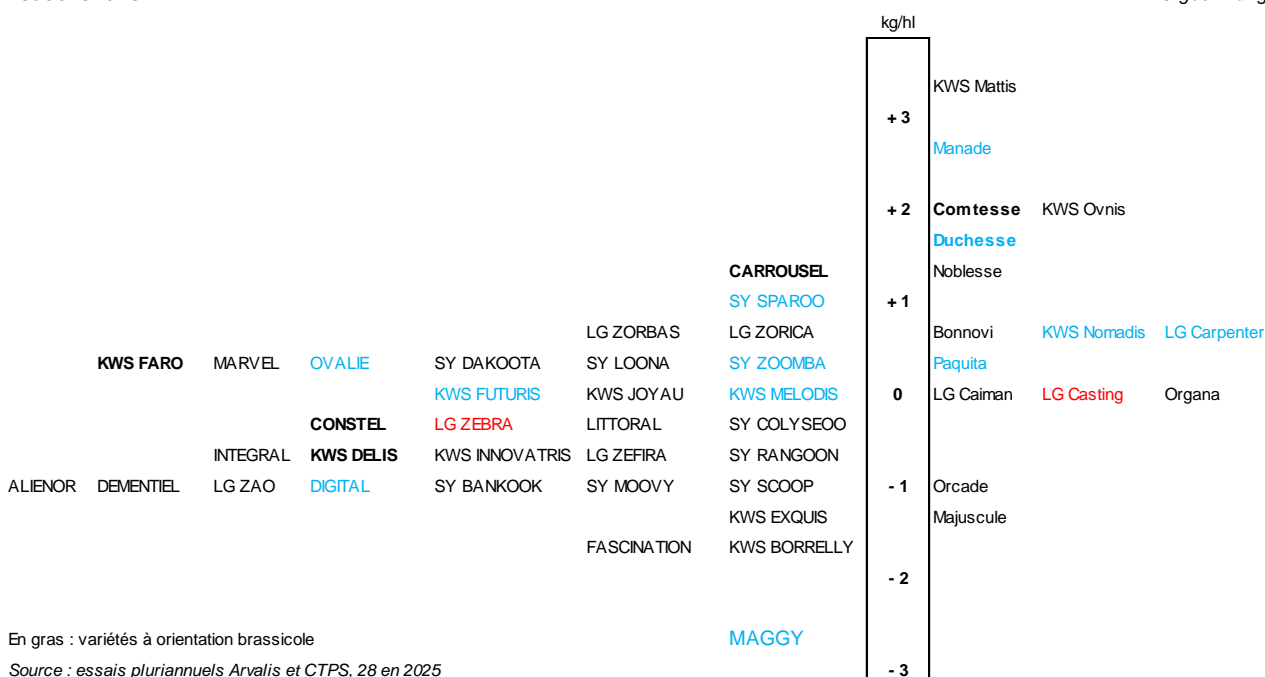 kg/hl
KWS Mattis
+ 3
Manade
+ 2 Comtesse KWS Ovnis
Duchesse
CARROUSEL Noblesse
SY SPAROO + 1
LG ZORBAS LG ZORICA Bonnovi KWS Nomadis LG Carpenter
KWS FARO MARVEL OVALIE SY DAKOOTA SY LOONA SY ZOOMBA Paquita
KWS FUTURIS KWS JOYAU KWS MELODIS 0 LG Caiman LG Casting Organa
CONSTEL LG ZEBRA LITTORAL SY COLYSEOO
INTEGRAL KWS DELIS KWS INNOVATRIS LG ZEFIRA SY RANGOON
ALIENOR DEMENTIEL LG ZAO DIGITAL SY BANKOOK SY MOOVY SY SCOOP - 1 Orcade
KWS EXQUIS Majuscule
FASCINATION KWS BORRELLY
- 2
En gras : variétés à orientation brassicole MAGGY
Source : essais pluriannuels Arvalis et CTPS, 28 en 2025 - 3